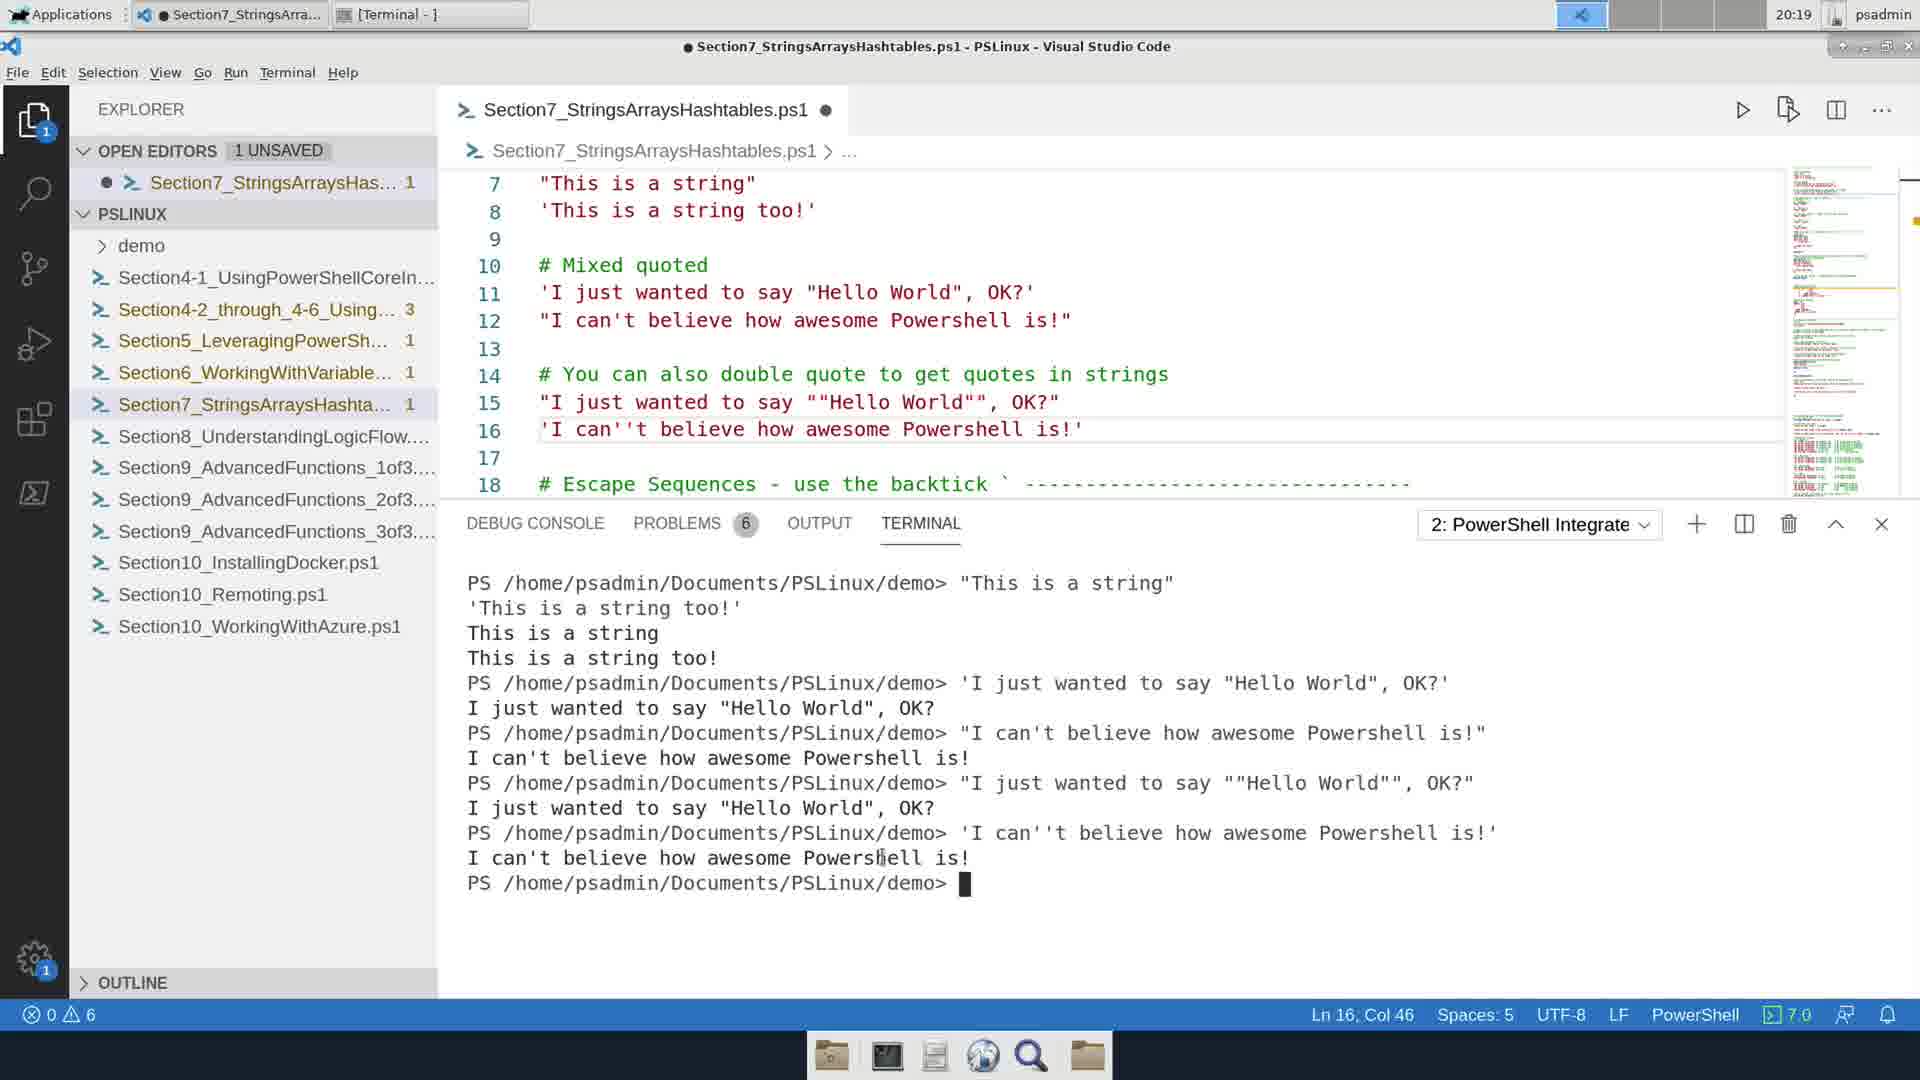 Applications
Section7_StringsArra...
[Terminal - ]
20:19
psadmin
Section7_StringsArraysHashtables.ps1 - PSLinux - Visual Studio Code
File Edit Selection View Go Run Terminal Help
EXPLORER
OPEN EDITORS 1 UNSAVED
Section7_StringsArraysHas... 1
PSLINUX
demo
Section4-1_UsingPowerShellCoreIn...
Section4-2_through_4-6_Using... 3
Section5_LeveragingPowerSh... 1
Section6_WorkingWithVariable... 1
Section7_StringsArraysHashta... 1
Section8_UnderstandingLogicFlow....
Section9_AdvancedFunctions_1of3....
Section9_AdvancedFunctions_2of3....
Section9_AdvancedFunctions_3of3....
Section10_InstallingDocker.ps1
Section10_Remoting.ps1
Section10_WorkingWithAzure.ps1
OUTLINE
1
1
Section7_StringsArraysHashtables.ps1
Section7_StringsArraysHashtables.ps1 > ...
7 "This is a string"
8 'This is a string too!'
9
10 # Mixed quoted
11 'I just wanted to say "Hello World", OK?'
12 "I can't believe how awesome Powershell is!"
13
14 # You can also double quote to get quotes in strings
15 "I just wanted to say ""Hello World"", OK?"
16 'I can''t believe how awesome Powershell is!'
17
18 # Escape Sequences - use the backtick ` --------------------------------
DEBUG CONSOLE PROBLEMS 6 OUTPUT TERMINAL
2: PowerShell Integrate
PS /home/psadmin/Documents/PSLinux/demo> "This is a string"
'This is a string too!'
This is a string
This is a string too!
PS /home/psadmin/Documents/PSLinux/demo> 'I just wanted to say "Hello World", OK?'
I just wanted to say "Hello World", OK?
PS /home/psadmin/Documents/PSLinux/demo> "I can't believe how awesome Powershell is!"
I can't believe how awesome Powershell is!
PS /home/psadmin/Documents/PSLinux/demo> "I just wanted to say ""Hello World"", OK?"
I just wanted to say "Hello World", OK?
PS /home/psadmin/Documents/PSLinux/demo> 'I can''t believe how awesome Powershell is!'
I can't believe how awesome Powershell is!
PS /home/psadmin/Documents/PSLinux/demo>
0 6
Ln 16, Col 46 Spaces: 5 UTF-8 LF PowerShell 7.0